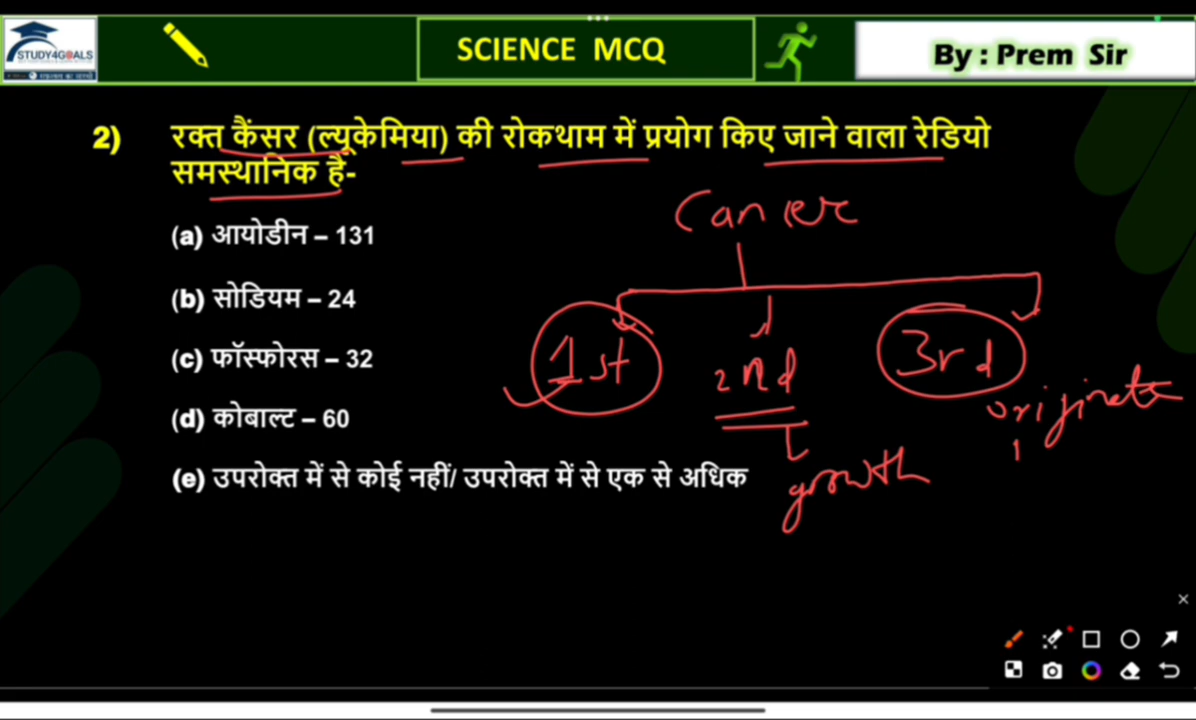 STUDY4GOALS
SCIENCE MCQ
By : Prem Sir
2) रक्त कैंसर (ल्यूकेमिया) की रोकथाम में प्रयोग किए जाने वाला रेडियो
समस्थानिक है-
(a) आयोडीन – 131
(b) सोडियम – 24
(c) फॉस्फोरस – 32
(d) कोबाल्ट – 60
(e) उपरोक्त में से कोई नहीं/ उपरोक्त में से एक से अधिक
Cancer
1st
2nd
3rd
growth